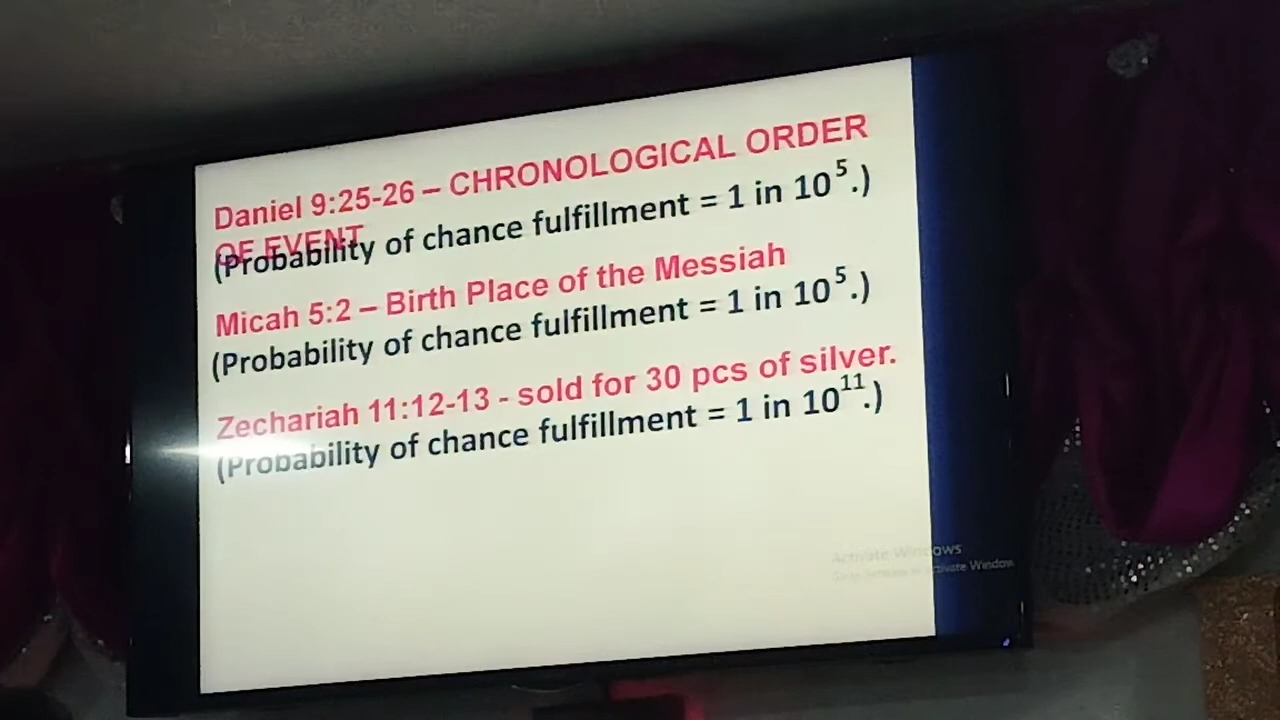 Daniel 9:25-26 – CHRONOLOGICAL ORDER
OF EVENT
(Probability of chance fulfillment = 1 in 10⁵.)
Micah 5:2 – Birth Place of the Messiah
(Probability of chance fulfillment = 1 in 10⁵.)
Zechariah 11:12-13 - sold for 30 pcs of silver.
(Probability of chance fulfillment = 1 in 10¹¹.)
Activate Windows